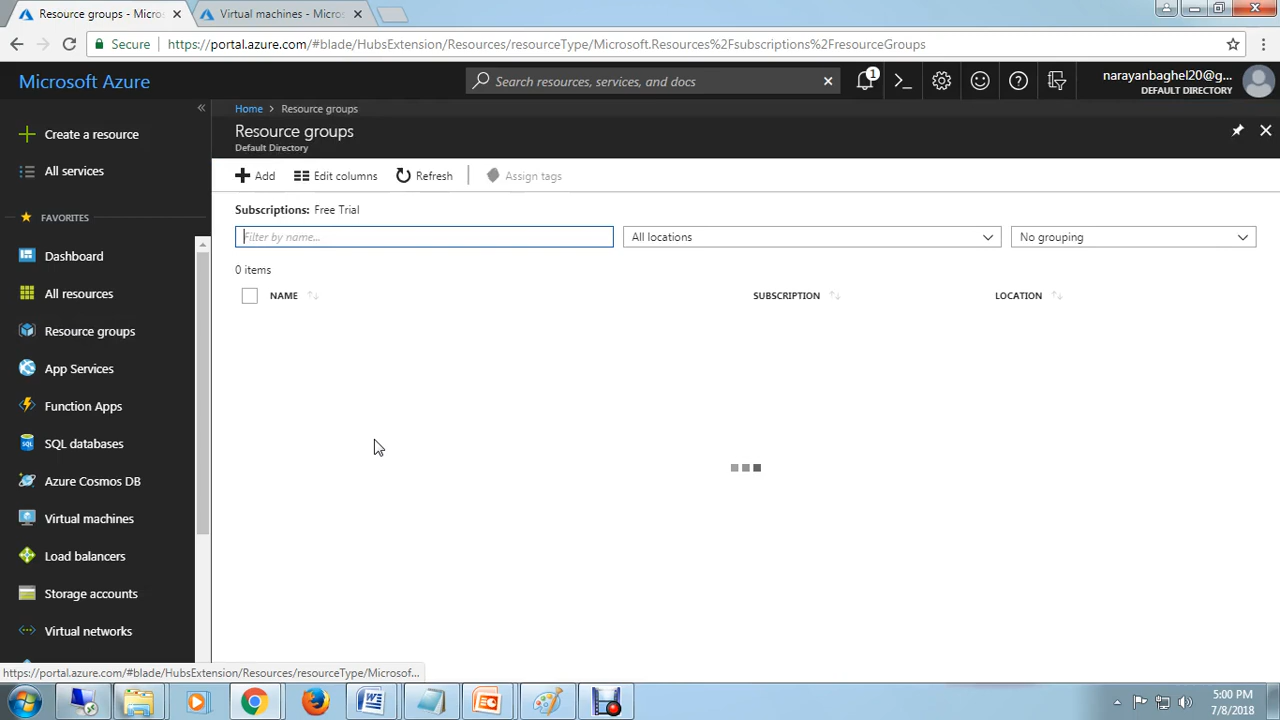 Resource groups - Micros
Virtual machines - Micros
Secure
https://portal.azure.com/#blade/HubsExtension/Resources/resourceType/Microsoft.Resources%2Fsubscriptions%2FresourceGroups
Microsoft Azure
Search resources, services, and docs
1
narayanbaghel20@g...
DEFAULT DIRECTORY
Home > Resource groups
Create a resource
Resource groups
Default Directory
All services
Add
Edit columns
Refresh
Assign tags
FAVORITES
Subscriptions: Free Trial
Filter by name...
All locations
No grouping
Dashboard
0 items
All resources
NAME
SUBSCRIPTION
LOCATION
Resource groups
App Services
Function Apps
SQL databases
Azure Cosmos DB
Virtual machines
Load balancers
Storage accounts
Virtual networks
https://portal.azure.com/#blade/HubsExtension/Resources/resourceType/Microsof...
5:00 PM
7/8/2018